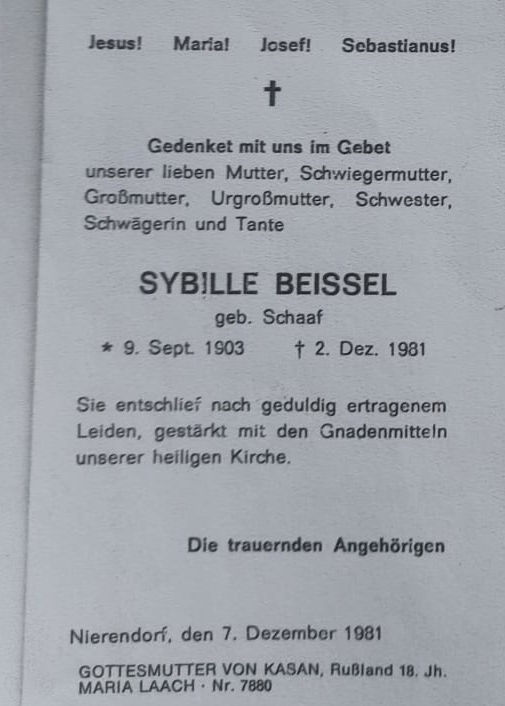 Jesus! Maria! Josef! Sebastianus!
†
Gedenket mit uns im Gebet
unserer lieben Mutter, Schwiegermutter,
Großmutter, Urgroßmutter, Schwester,
Schwägerin und Tante
SYBILLE BEISSEL
geb. Schaaf
* 9. Sept. 1903 † 2. Dez. 1981
Sie entschlief nach geduldig ertragenem
Leiden, gestärkt mit den Gnadenmitteln
unserer heiligen Kirche.
Die trauernden Angehörigen
Nierendorf, den 7. Dezember 1981
GOTTESMUTTER VON KASAN, Rußland 18. Jh.
MARIA LAACH · Nr. 7880